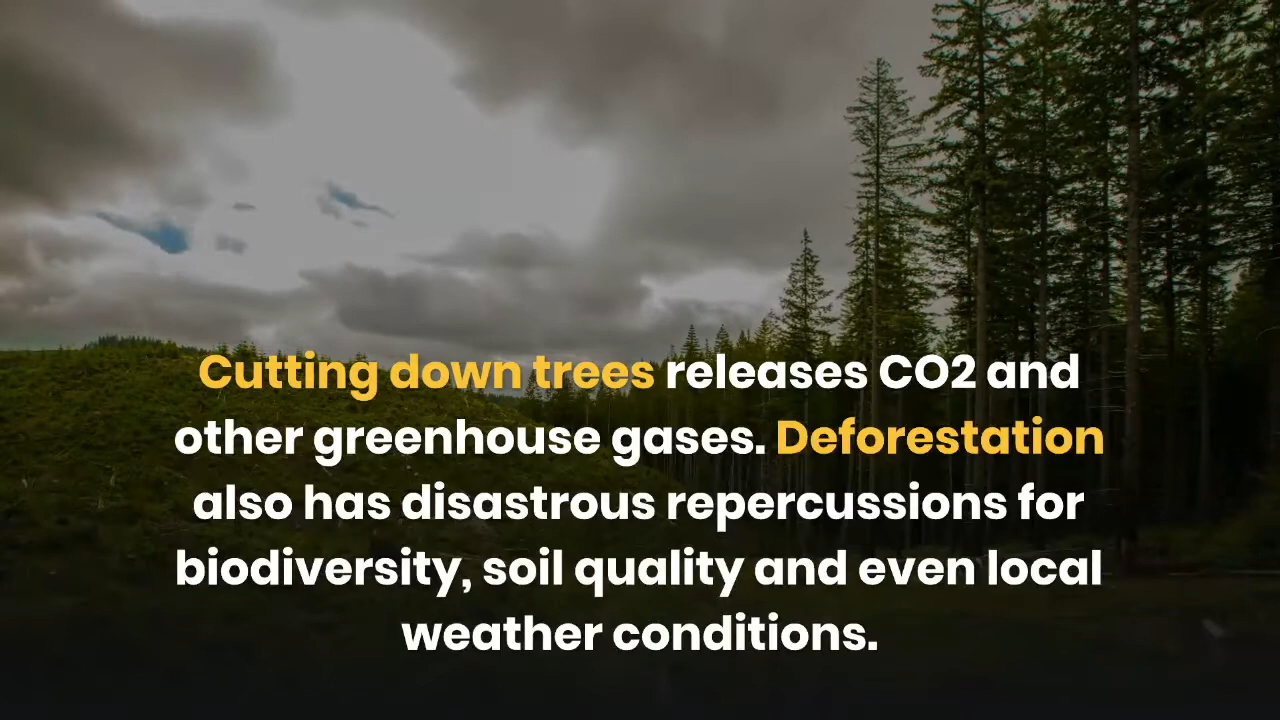 Cutting down trees releases CO2 and
other greenhouse gases. Deforestation
also has disastrous repercussions for
biodiversity, soil quality and even local
weather conditions.